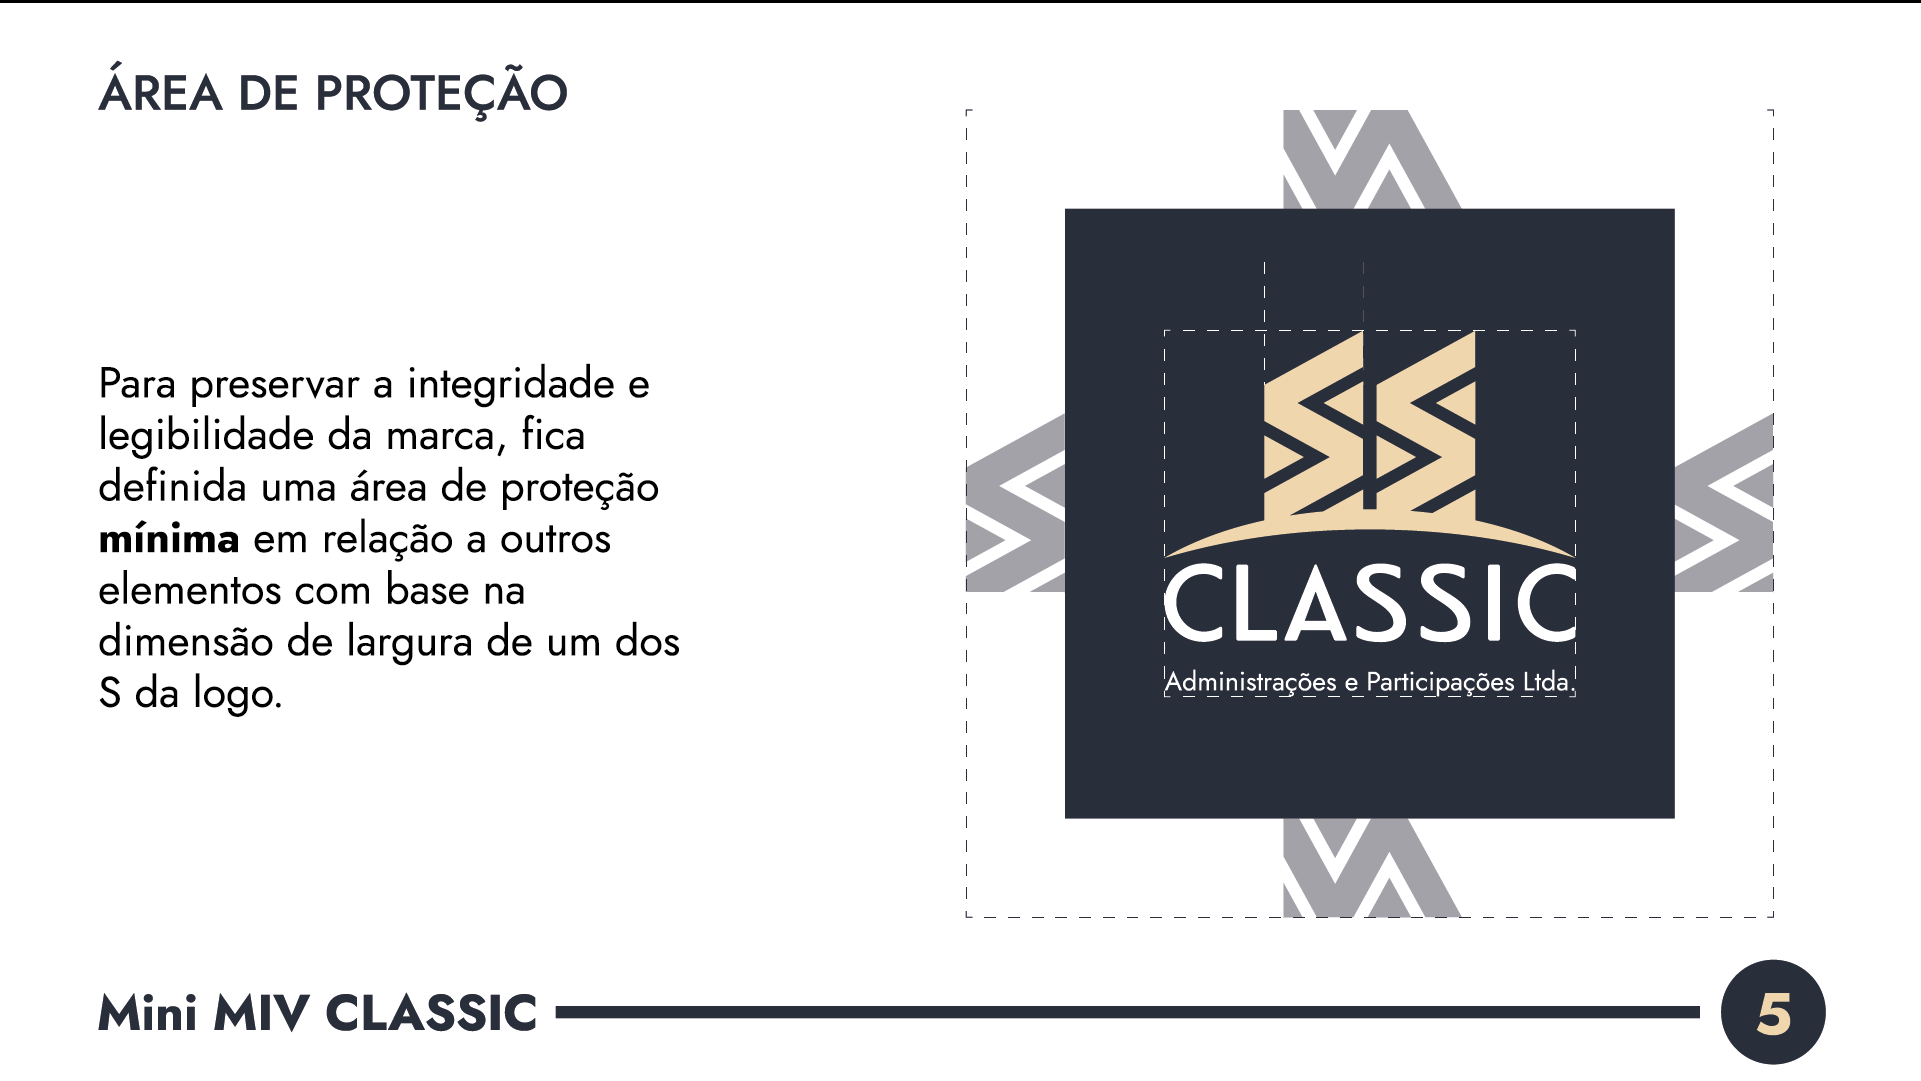 ÁREA DE PROTEÇÃO
Para preservar a integridade e
legibilidade da marca, fica
definida uma área de proteção
mínima em relação a outros
elementos com base na
dimensão de largura de um dos
S da logo.
CLASSIC
Administrações e Participações Ltda.
Mini MIV CLASSIC
5